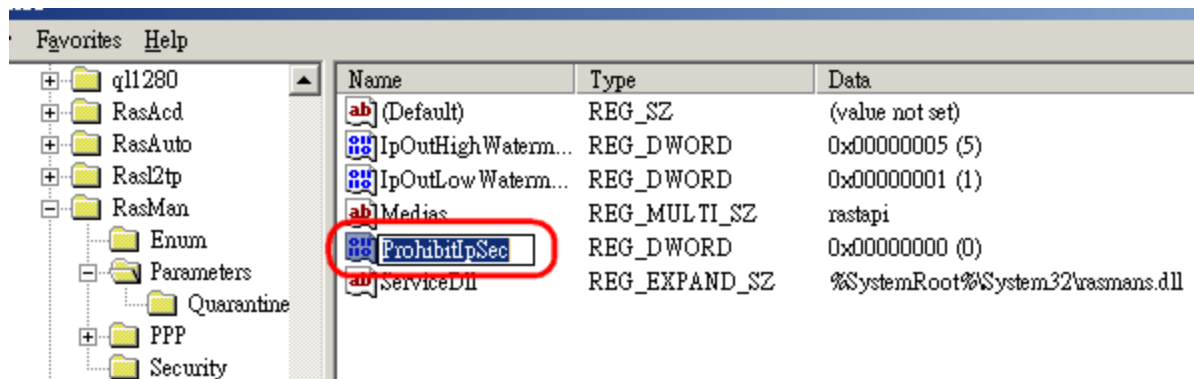 Favorites Help
ql1280
RasAcd
RasAuto
Rasl2tp
RasMan
Enum
Parameters
Quarantine
PPP
Security
Name Type Data
(Default) REG_SZ (value not set)
IpOutHighWaterm... REG_DWORD 0x00000005 (5)
IpOutLowWaterm... REG_DWORD 0x00000001 (1)
Medias REG_MULTI_SZ rastapi
ProhibitIpSec REG_DWORD 0x00000000 (0)
ServiceDll REG_EXPAND_SZ %SystemRoot%\System32\rasmans.dll